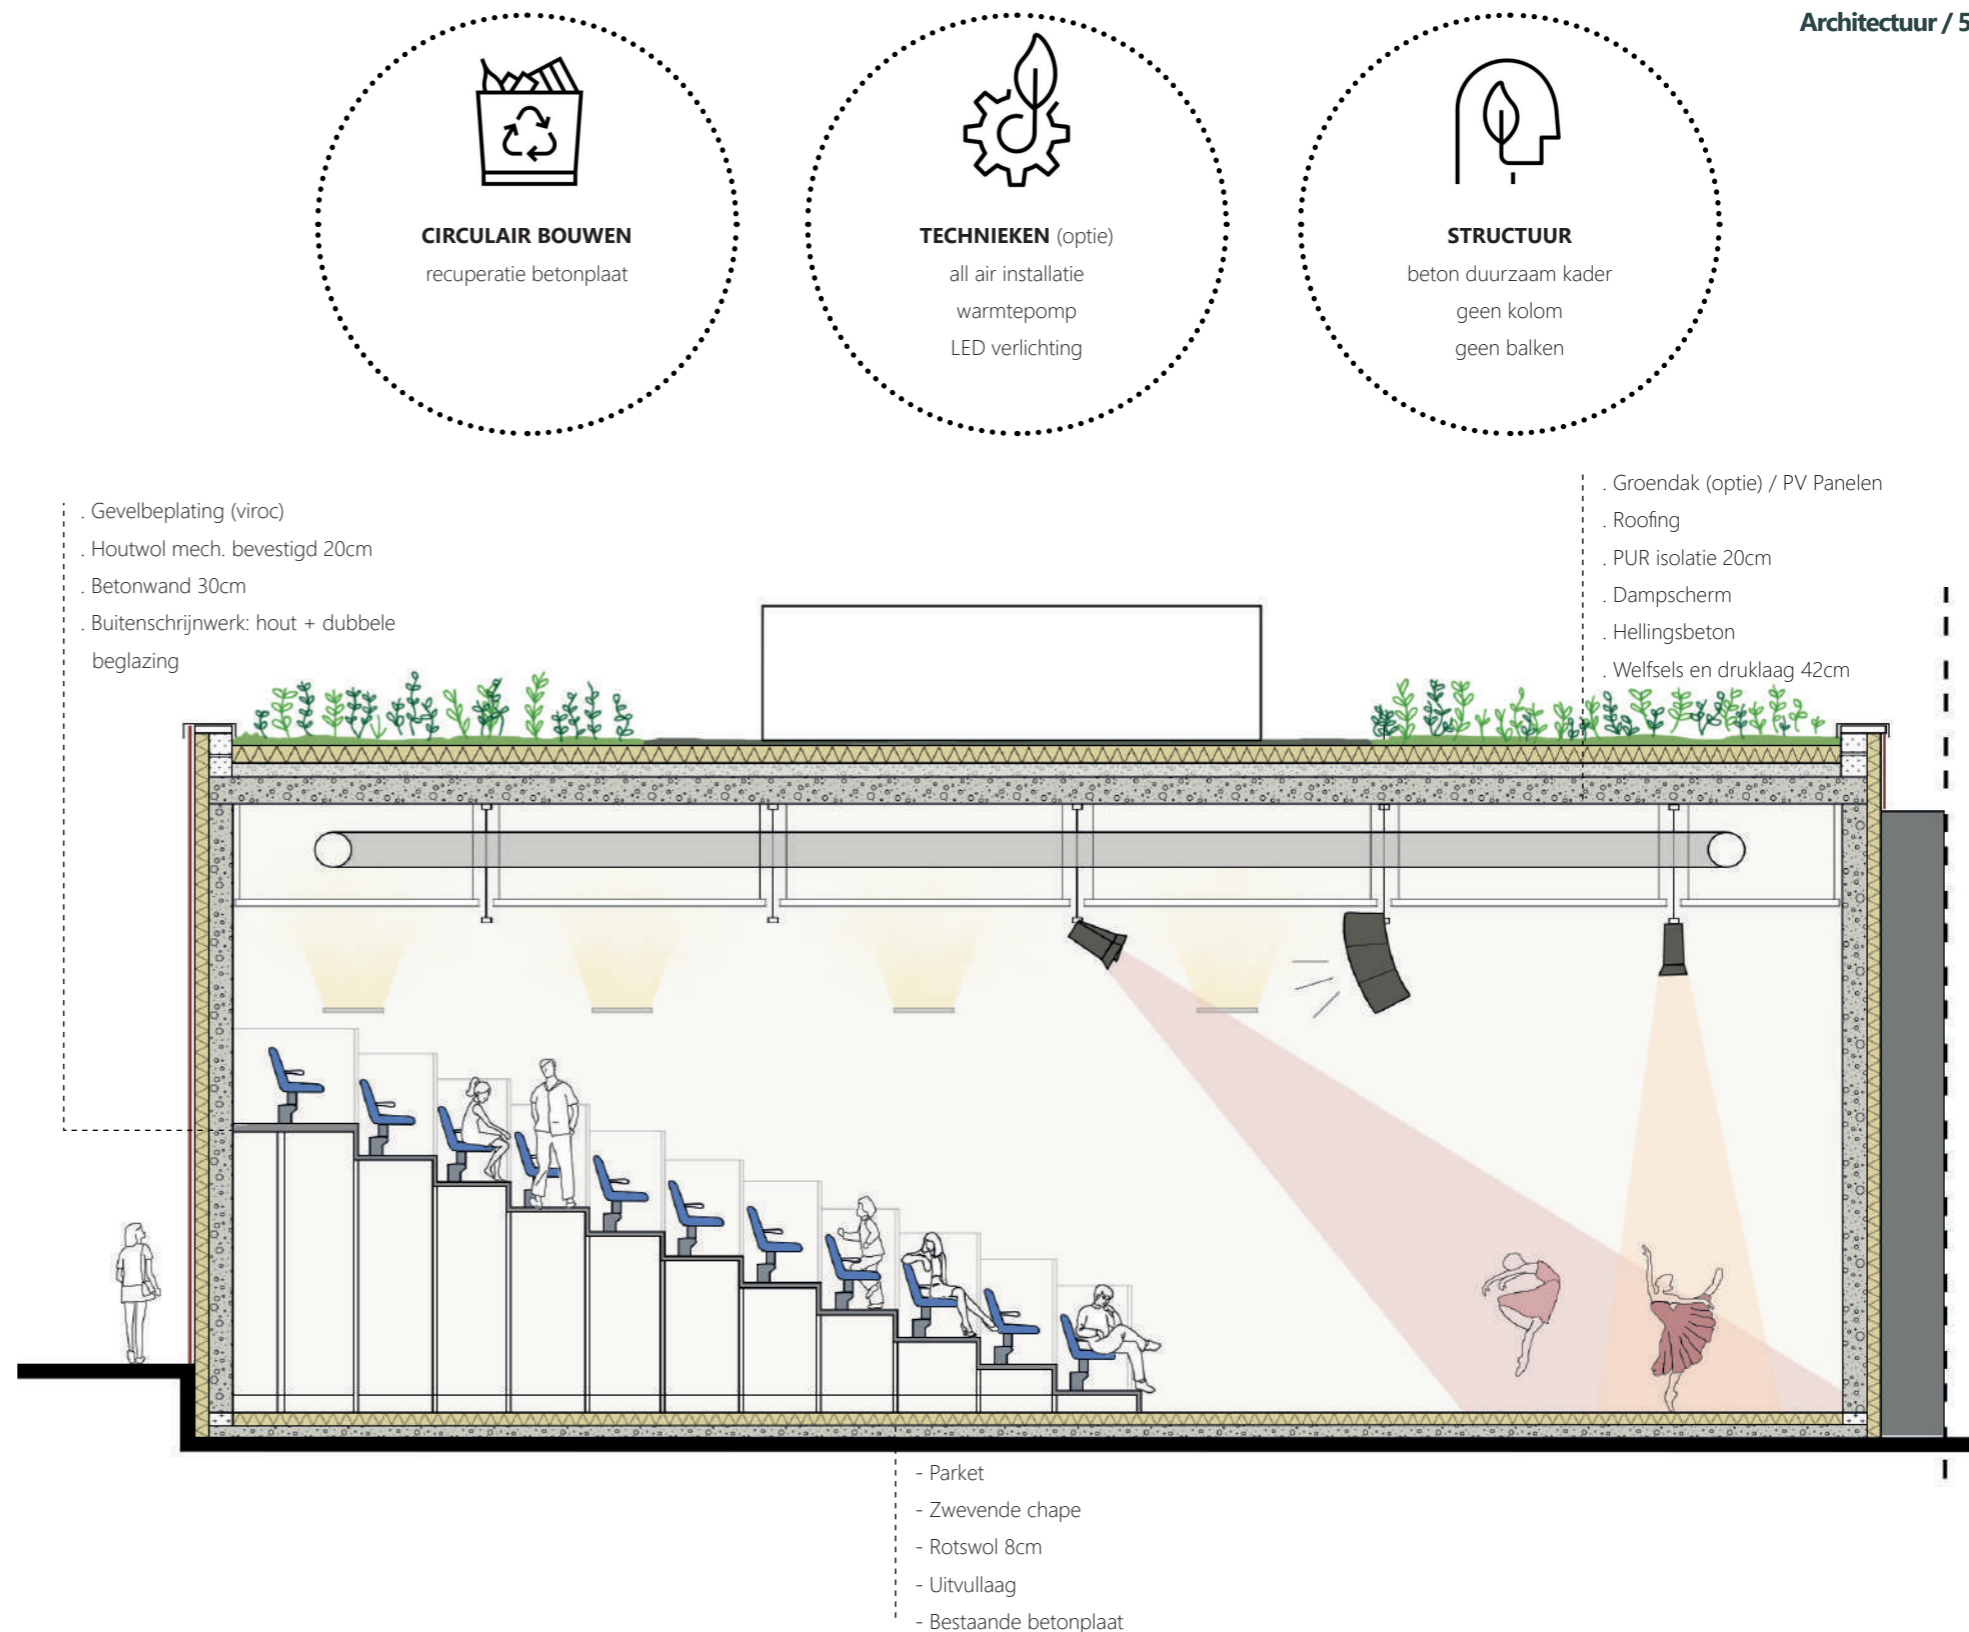 Architectuur / 5
CIRCULAIR BOUWEN
recuperatie betonplaat
TECHNIEKEN (optie)
all air installatie
warmtepomp
LED verlichting
STRUCTUUR
beton duurzaam kader
geen kolom
geen balken
. Gevelbeplating (viroc)
. Houtwol mech. bevestigd 20cm
. Betonwand 30cm
. Buitenschrijnwerk: hout + dubbele
beglazing
. Groendak (optie) / PV Panelen
. Roofing
. PUR isolatie 20cm
. Dampscherm
. Hellingsbeton
. Welfsels en druklaag 42cm
- Parket
- Zwevende chape
- Rotswol 8cm
- Uitvullaag
- Bestaande betonplaat